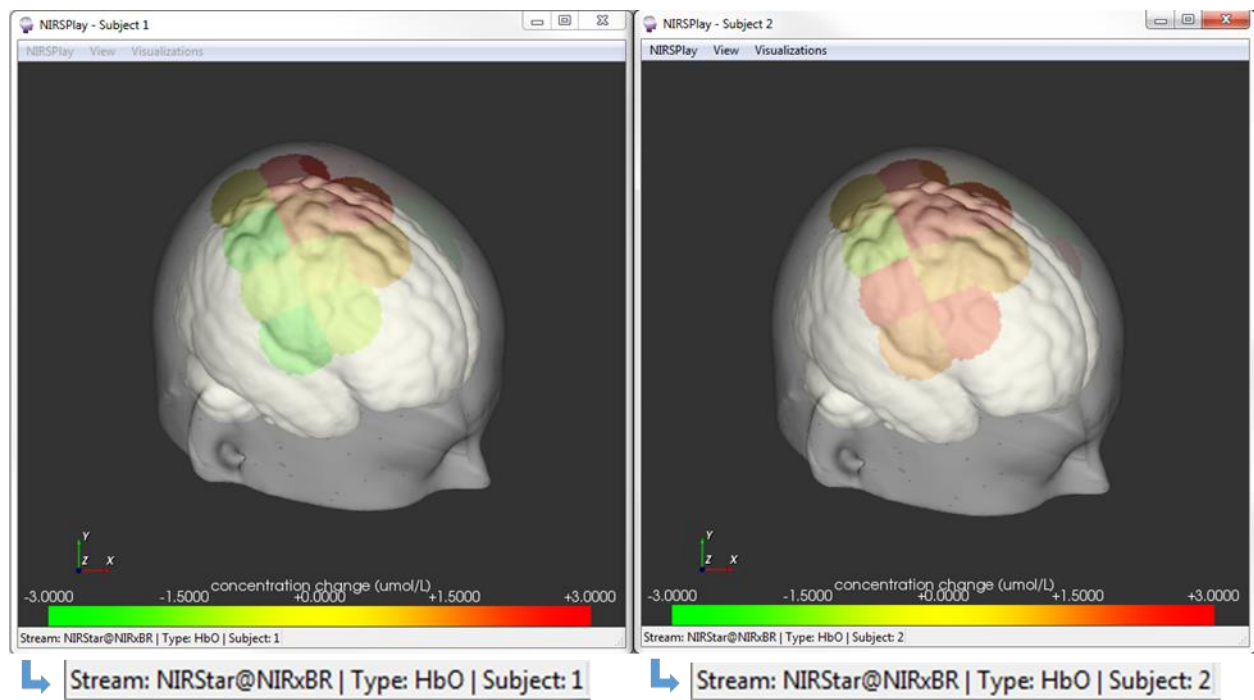 NIRSPlay - Subject 1
NIRSPlay View Visualizations
Y
Z X
concentration change (umol/L)
-3.0000 -1.5000 +0.0000 +1.5000 +3.0000
Stream: NIRStar@NIRxBR | Type: HbO | Subject: 1
Stream: NIRStar@NIRxBR | Type: HbO | Subject: 1
NIRSPlay - Subject 2
NIRSPlay View Visualizations
Y
Z X
concentration change (umol/L)
-3.0000 -1.5000 +0.0000 +1.5000 +3.0000
Stream: NIRStar@NIRxBR | Type: HbO | Subject: 2
Stream: NIRStar@NIRxBR | Type: HbO | Subject: 2